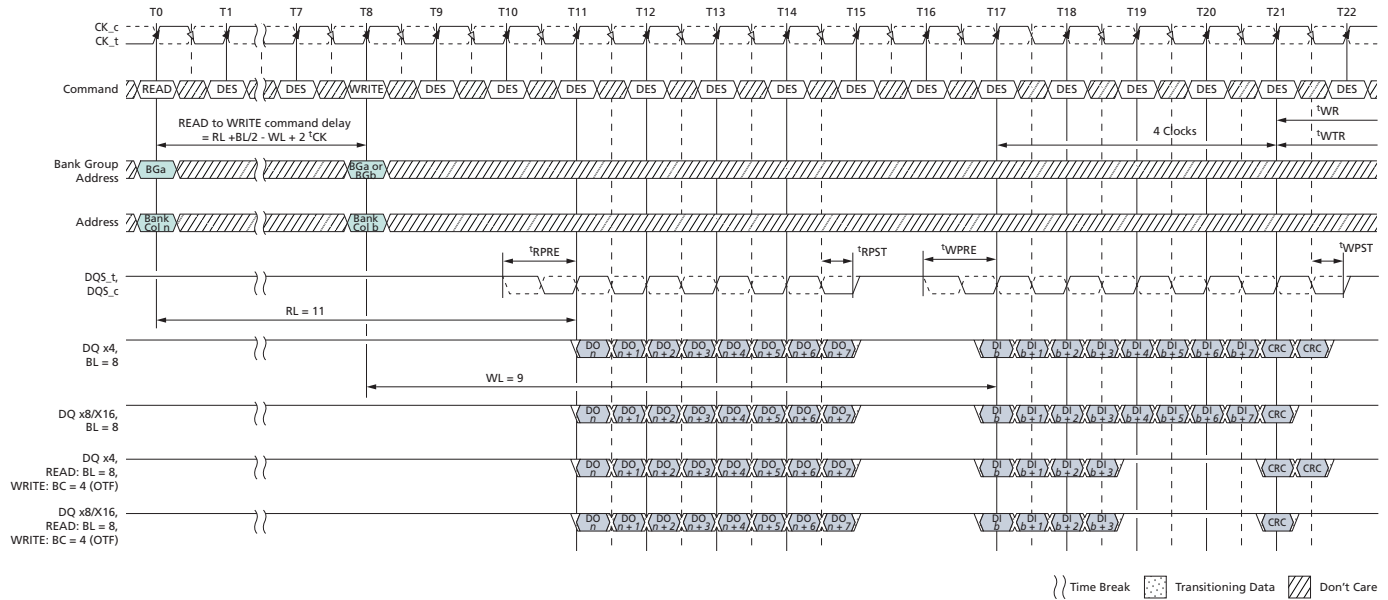 T0 T1 T7 T8 T9 T10 T11 T12 T13 T14 T15 T16 T17 T18 T19 T20 T21 T22
CK_c
CK_t
Command READ DES DES WRITE DES DES DES DES DES DES DES DES DES DES DES DES DES DES
tWR
READ to WRITE command delay
= RL +BL/2 - WL + 2 tCK
4 Clocks
tWTR
Bank Group
Address
BGa
BGa or
BGb
Address
Bank
Col n
Bank
Col b
tRPRE tRPST tWPRE tWPST
DQS_t,
DQS_c
RL = 11
DQ x4,
BL = 8
DO n DO n + 1 DO n + 2 DO n + 3 DO n + 4 DO n + 5 DO n + 6 DO n + 7 DI b DI b + 1 DI b + 2 DI b + 3 DI b + 4 DI b + 5 DI b + 6 DI b + 7 CRC CRC
WL = 9
DQ x8/X16,
BL = 8
DO n DO n + 1 DO n + 2 DO n + 3 DO n + 4 DO n + 5 DO n + 6 DO n + 7 DI b DI b + 1 DI b + 2 DI b + 3 DI b + 4 DI b + 5 DI b + 6 DI b + 7 CRC
DQ x4,
READ: BL = 8,
WRITE: BC = 4 (OTF)
DO n DO n + 1 DO n + 2 DO n + 3 DO n + 4 DO n + 5 DO n + 6 DO n + 7 DI b DI b + 1 DI b + 2 DI b + 3 CRC CRC
DQ x8/X16,
READ: BL = 8,
WRITE: BC = 4 (OTF)
DO n DO n + 1 DO n + 2 DO n + 3 DO n + 4 DO n + 5 DO n + 6 DO n + 7 DI b DI b + 1 DI b + 2 DI b + 3 CRC
Time Break Transitioning Data Don't Care